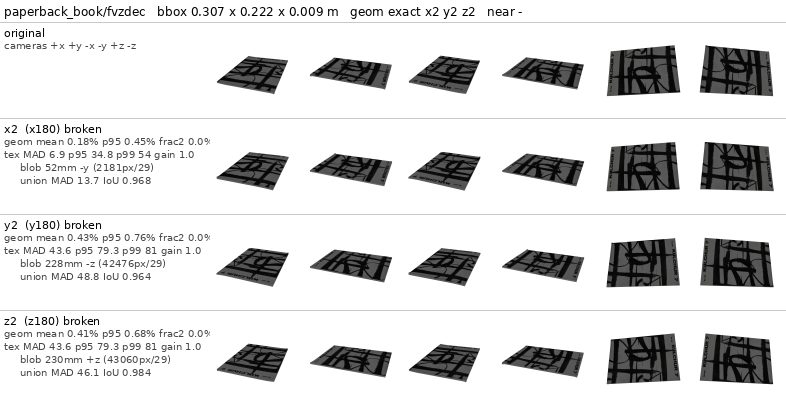 paperback_book/fvzdec bbox 0.307 x 0.222 x 0.009 m geom exact x2 y2 z2 near -
original
cameras +x +y -x -y +z -z
x2 (x180) broken
geom mean 0.18% p95 0.45% frac2 0.0%
tex MAD 6.9 p95 34.8 p99 54 gain 1.0
blob 52mm -y (2181px/29)
union MAD 13.7 IoU 0.968
y2 (y180) broken
geom mean 0.43% p95 0.76% frac2 0.0%
tex MAD 43.6 p95 79.3 p99 81 gain 1.0
blob 228mm -z (42476px/29)
union MAD 48.8 IoU 0.964
z2 (z180) broken
geom mean 0.41% p95 0.68% frac2 0.0%
tex MAD 43.6 p95 79.3 p99 81 gain 1.0
blob 230mm +z (43060px/29)
union MAD 46.1 IoU 0.984